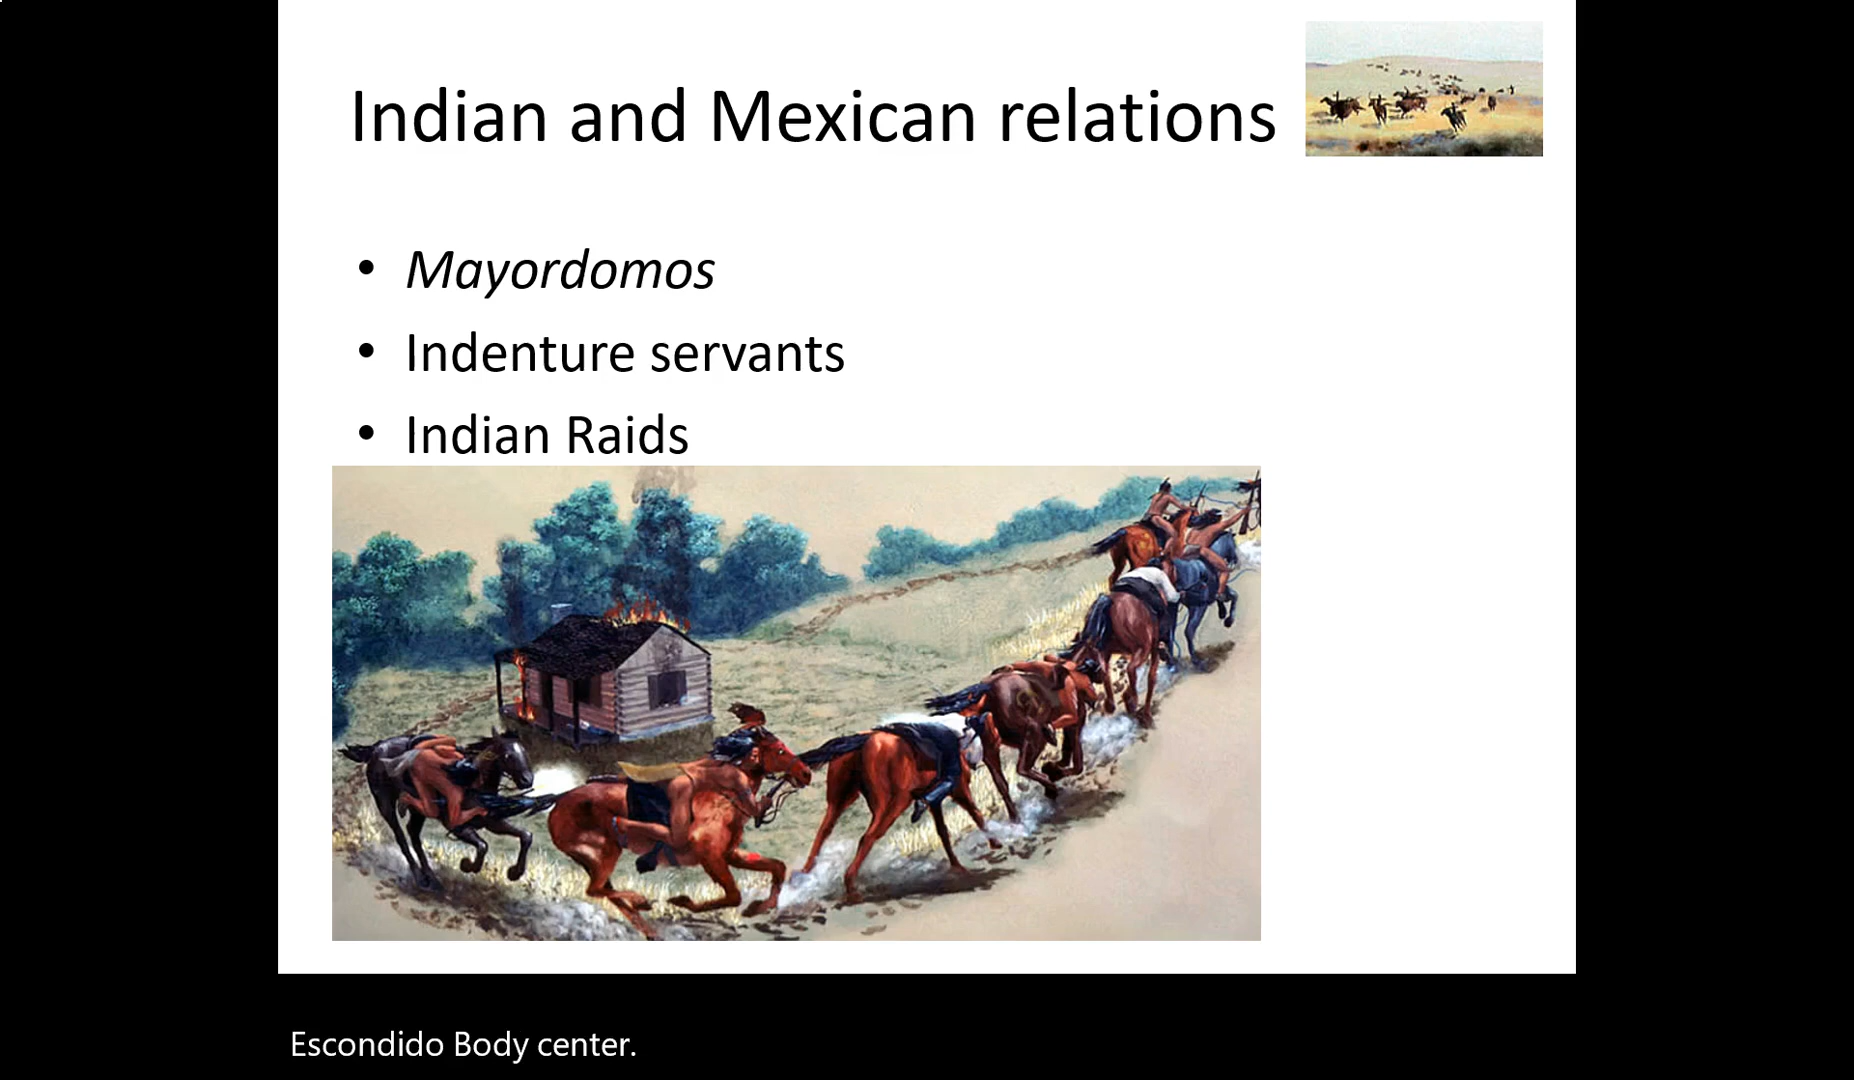 Indian and Mexican relations
• Mayordomos
• Indenture servants
• Indian Raids
Escondido Body center.